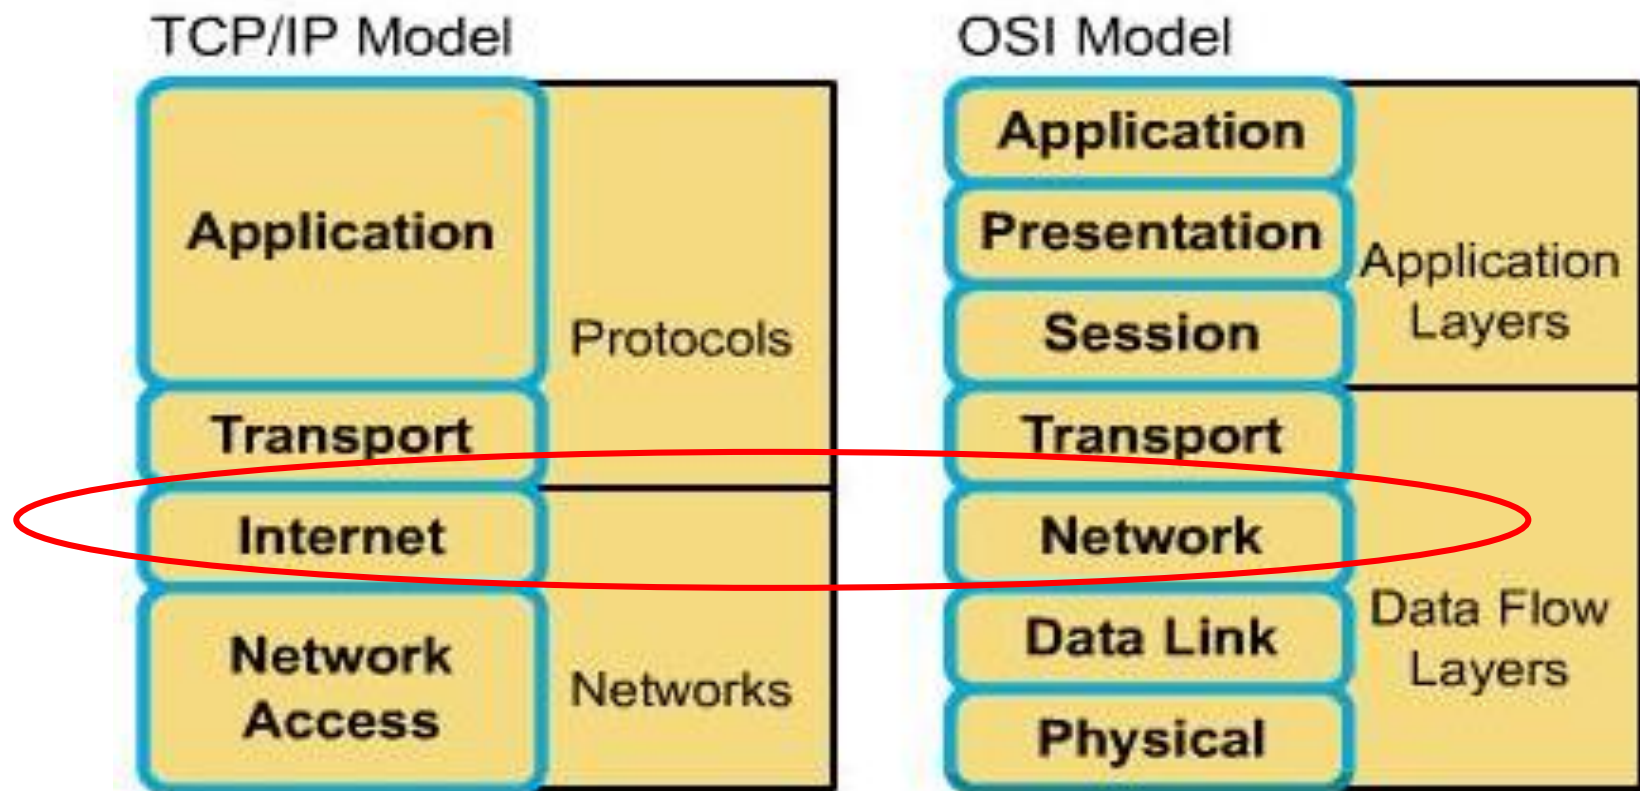 TCP/IP Model
Application
Transport
Internet
Network
Access
Protocols
Networks
OSI Model
Application
Presentation
Session
Transport
Network
Data Link
Physical
Application
Layers
Data Flow
Layers